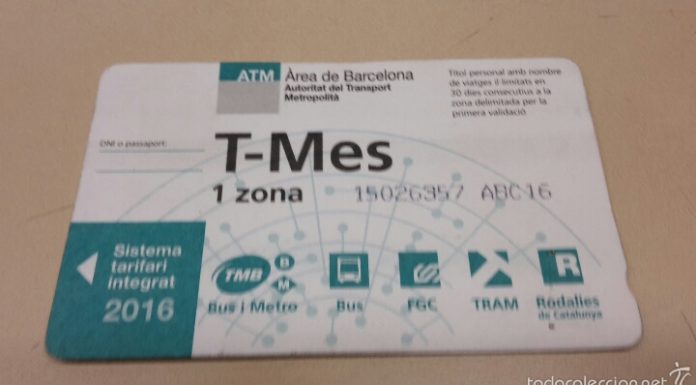 ATM
Àrea de Barcelona
Autoritat del Transport
Metropolità
Títol personal amb nombre
de viatges il·limitats en
30 dies consecutius a la
zona delimitada per la
primera validació
DNI o passaport:
T-Mes
1 zona
15026357 ABC16
Sistema
tarifari
integrat
2016
TMB
B
M
Bus i Metro
Bus
FGC
TRAM
R
Rodalies
de Catalunya
todocoleccion.net